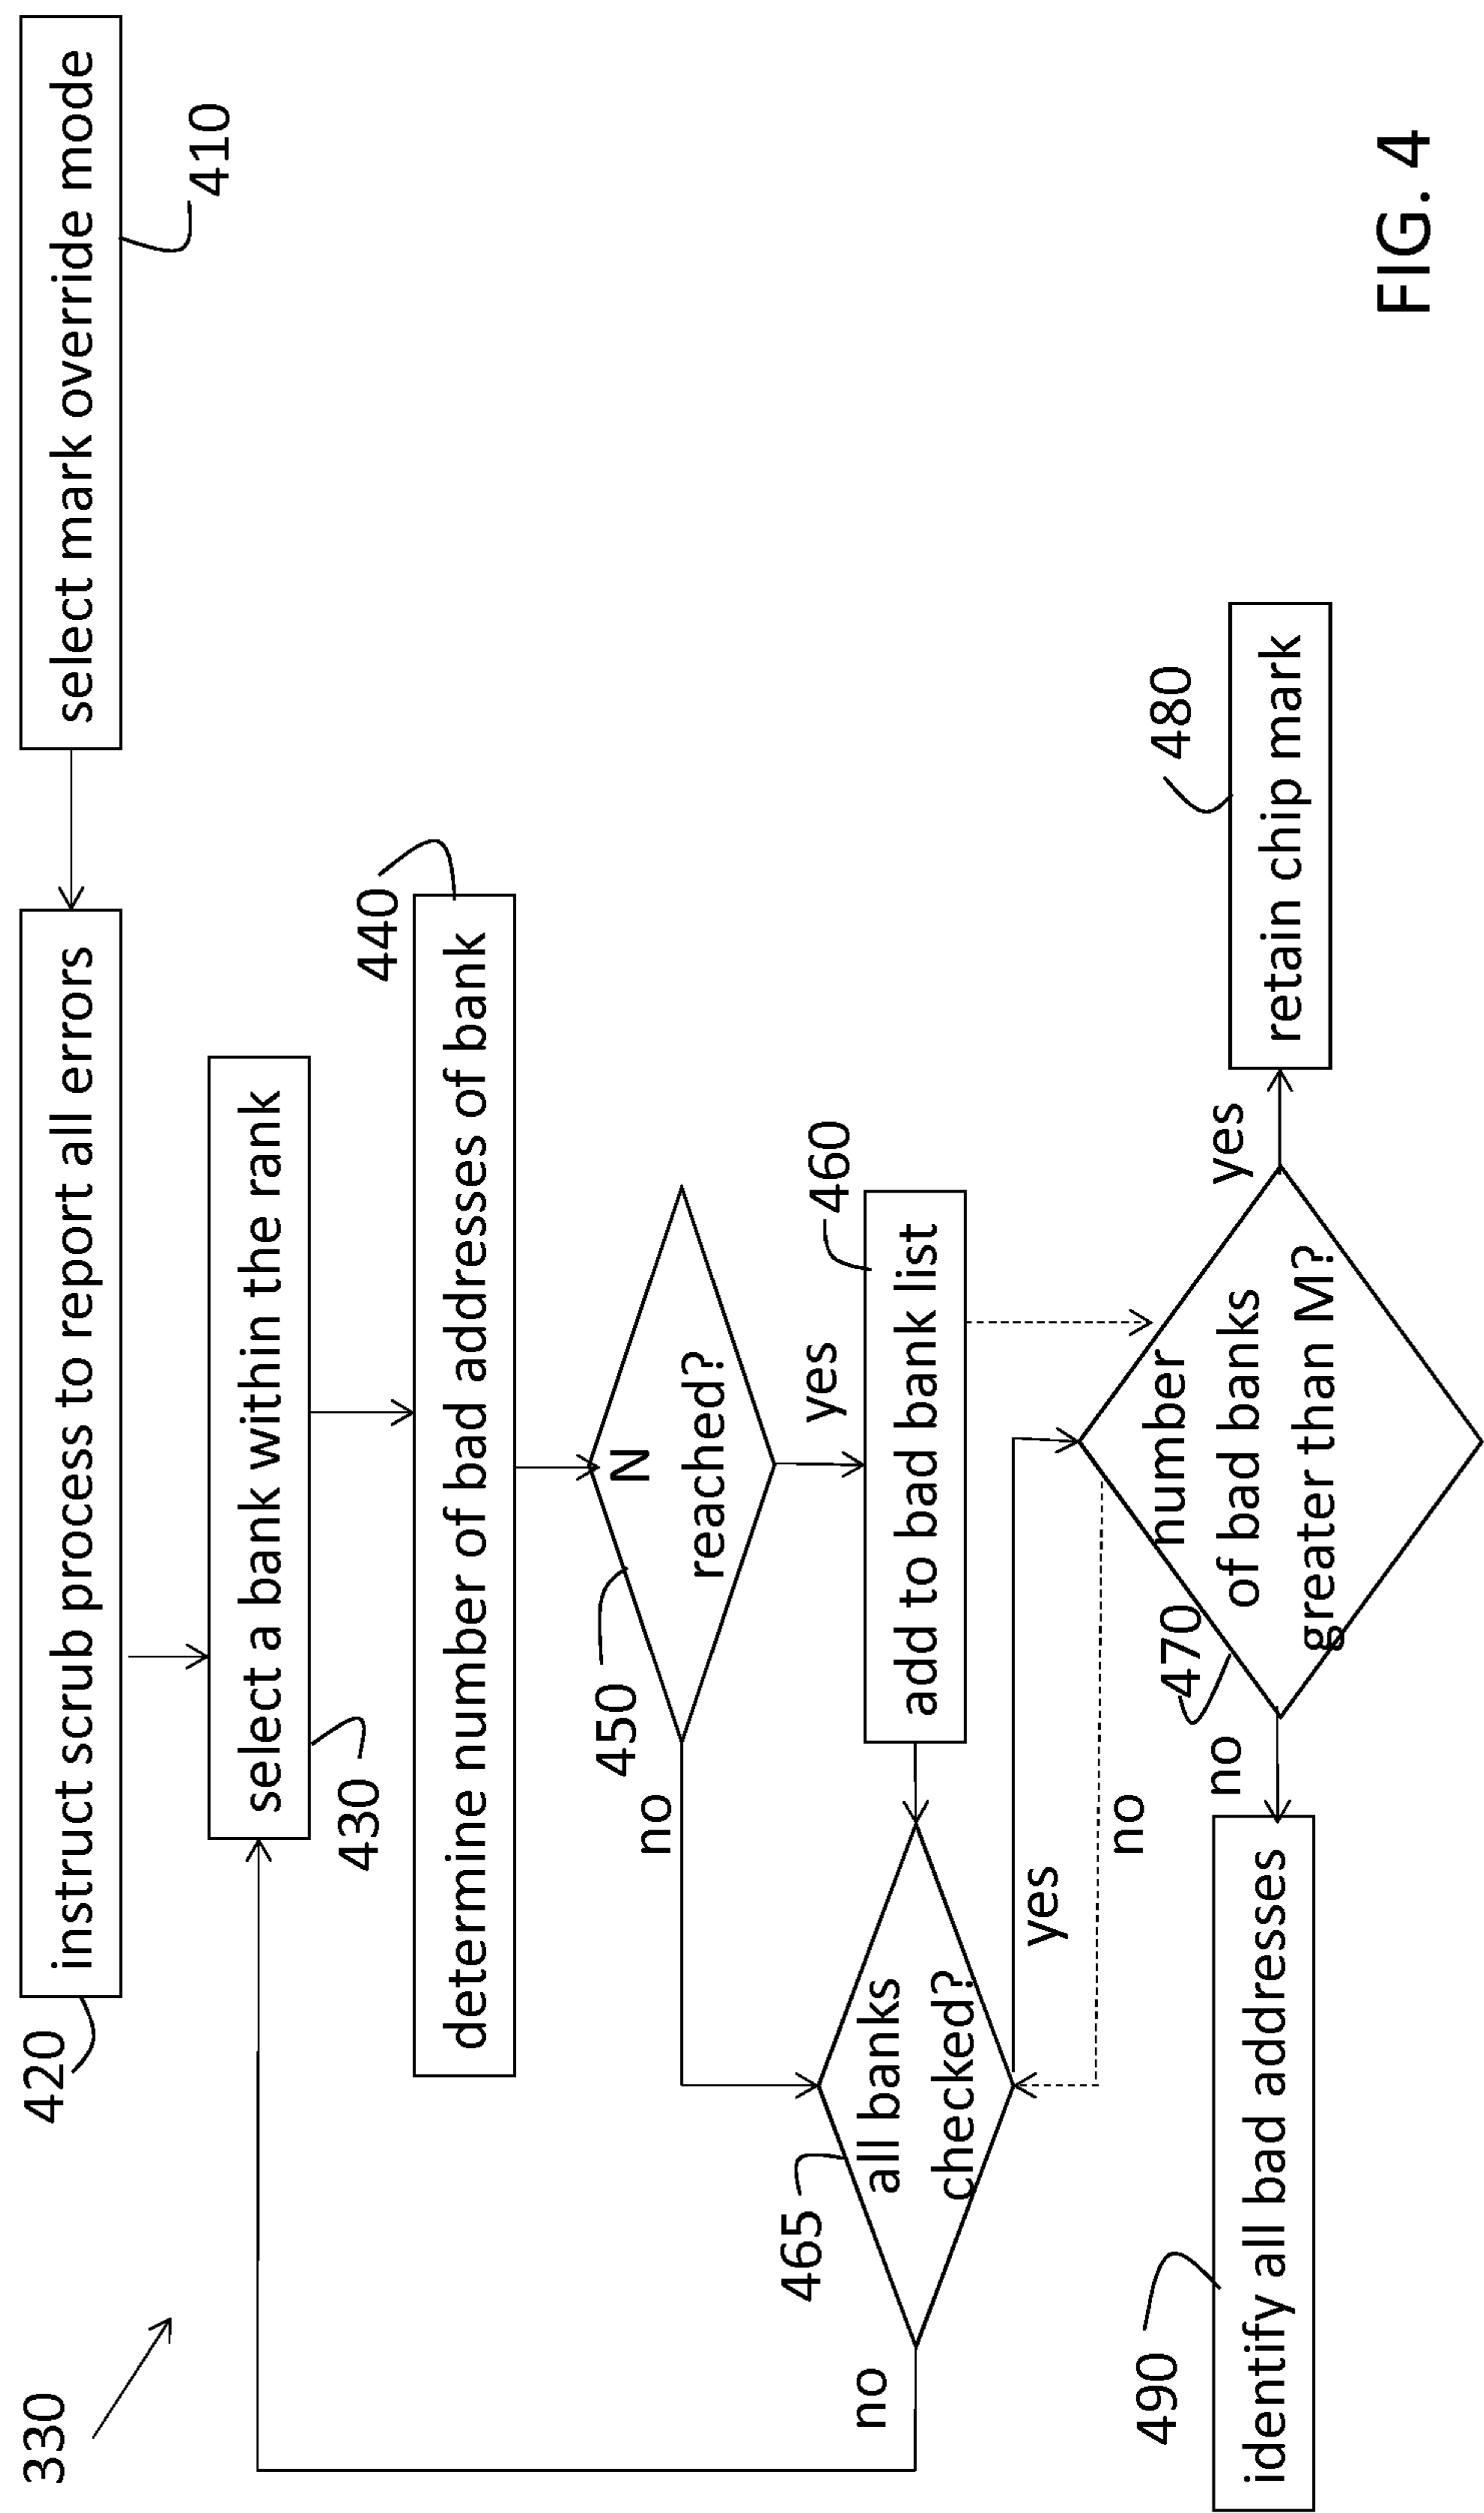 330
420
instruct scrub process to report all errors
select mark override mode
410
select a bank within the rank
430
440
determine number of bad addresses of bank
450
N
reached?
no
yes
460
add to bad bank list
465
all banks
checked?
no
yes
no
470
number
of bad banks
greater than M?
no
yes
480
retain chip mark
490
identify all bad addresses
FIG. 4